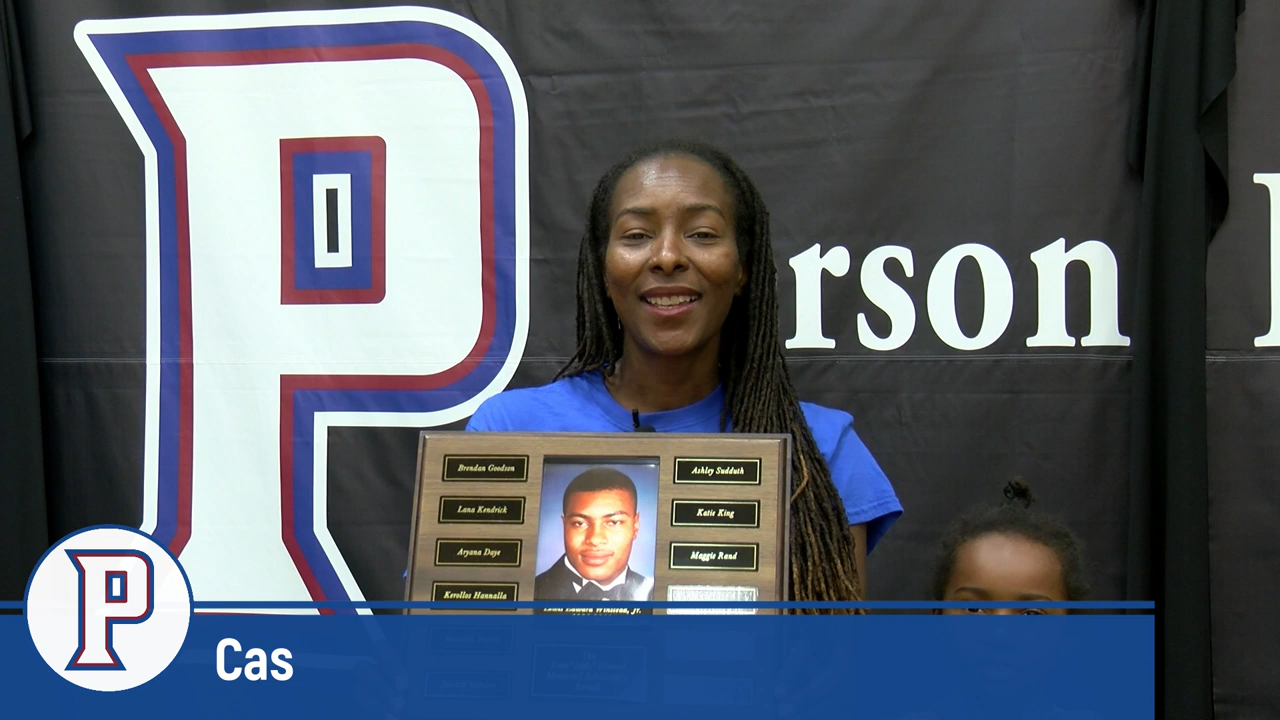 P
rson
Brendan Goodson
Lana Kendrick
Aryana Daye
Kerollos Hannalla
Ashley Sudduth
Katie King
Maggie Rand
P
Cas